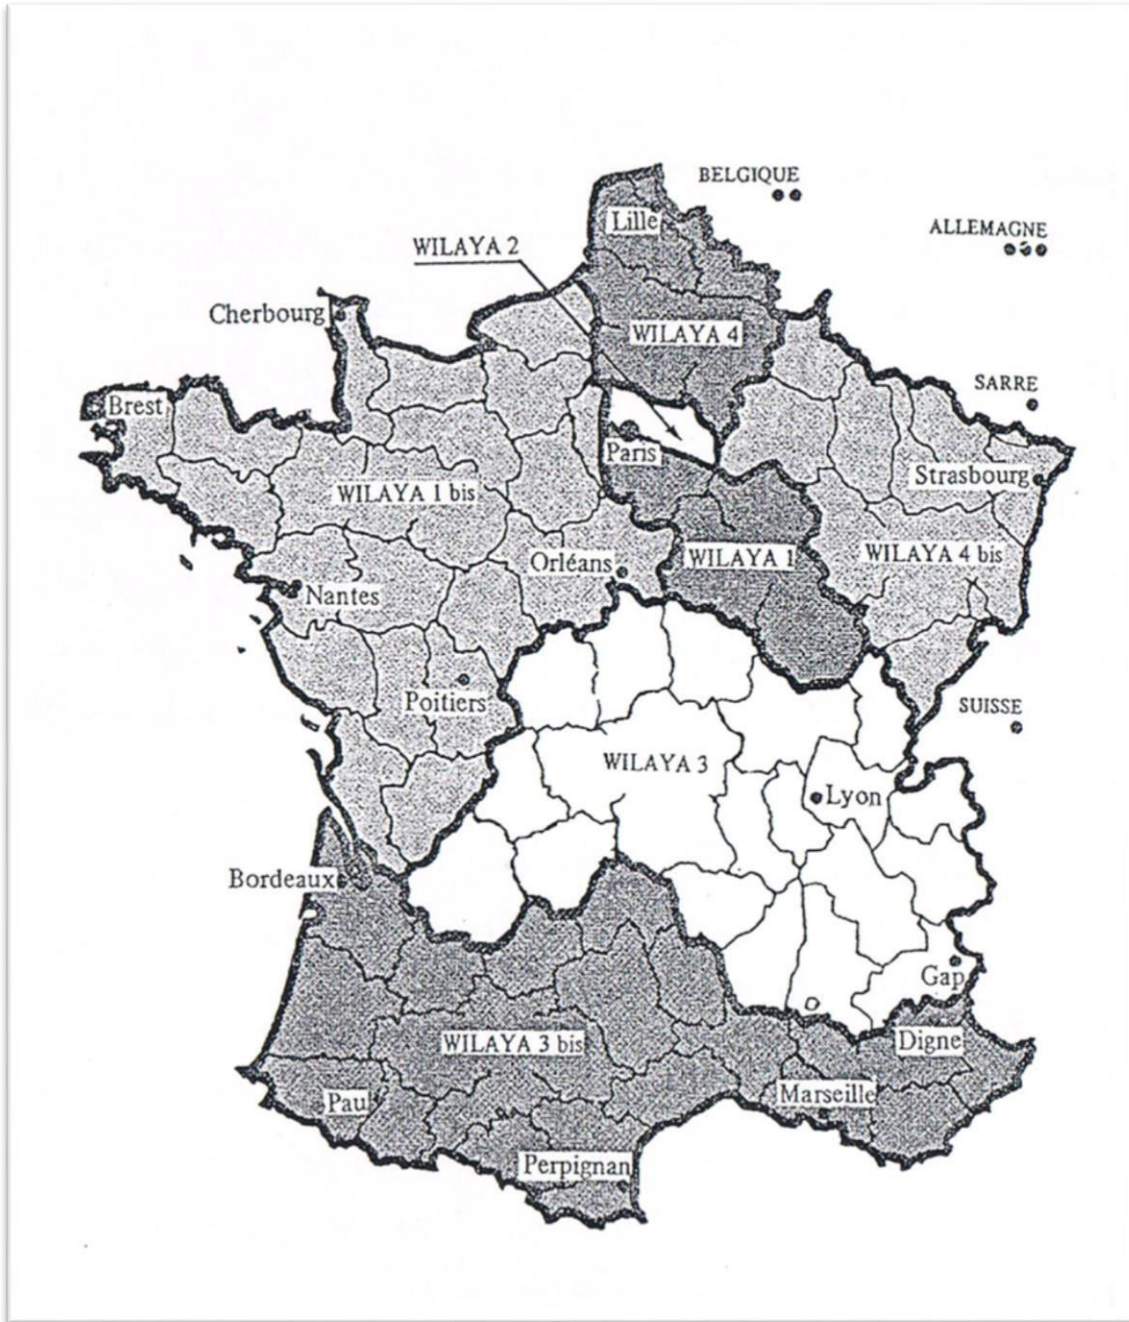 BELGIQUE
Lille
ALLEMAGNE
WILAYA 2
Cherbourg
WILAYA 4
SARRE
Brest
Paris
Strasbourg
WILAYA 1 bis
WILAYA 1
WILAYA 4 bis
Orléans
Nantes
Poitiers
SUISSE
WILAYA 3
Lyon
Bordeaux
Gap
WILAYA 3 bis
Digne
Pau
Marseille
Perpignan